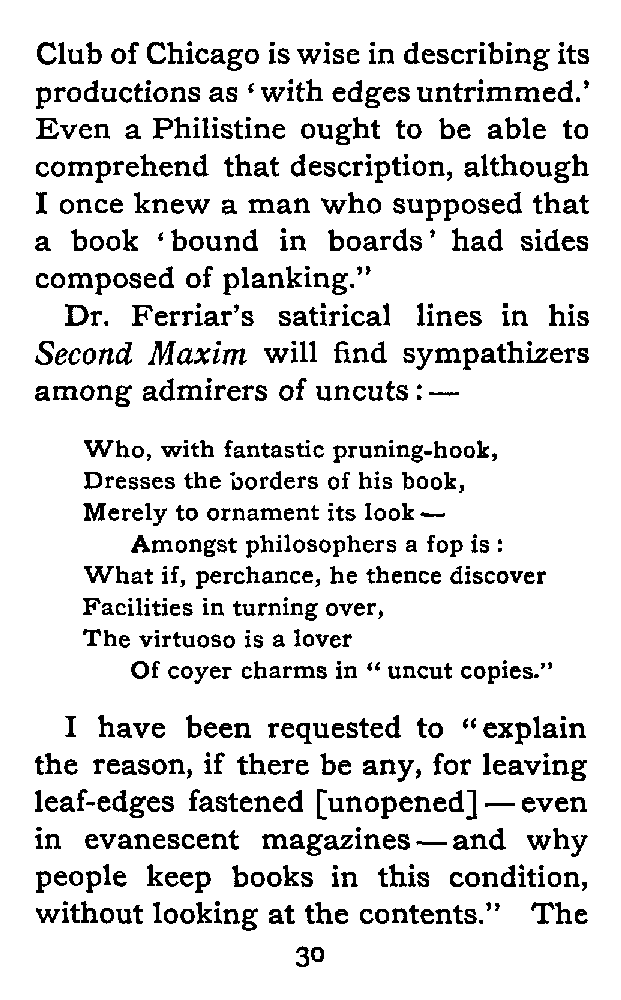 Club of Chicago is wise in describing its
productions as ‘with edges untrimmed.’
Even a Philistine ought to be able to
comprehend that description, although
I once knew a man who supposed that
a book ‘bound in boards’ had sides
composed of planking.”
Dr. Ferriar’s satirical lines in his
Second Maxim will find sympathizers
among admirers of uncuts :—
Who, with fantastic pruning-hook,
Dresses the borders of his book,
Merely to ornament its look—
Amongst philosophers a fop is :
What if, perchance, he thence discover
Facilities in turning over,
The virtuoso is a lover
Of coyer charms in “uncut copies.”
I have been requested to “explain
the reason, if there be any, for leaving
leaf-edges fastened [unopened]—even
in evanescent magazines—and why
people keep books in this condition,
without looking at the contents.” The
30